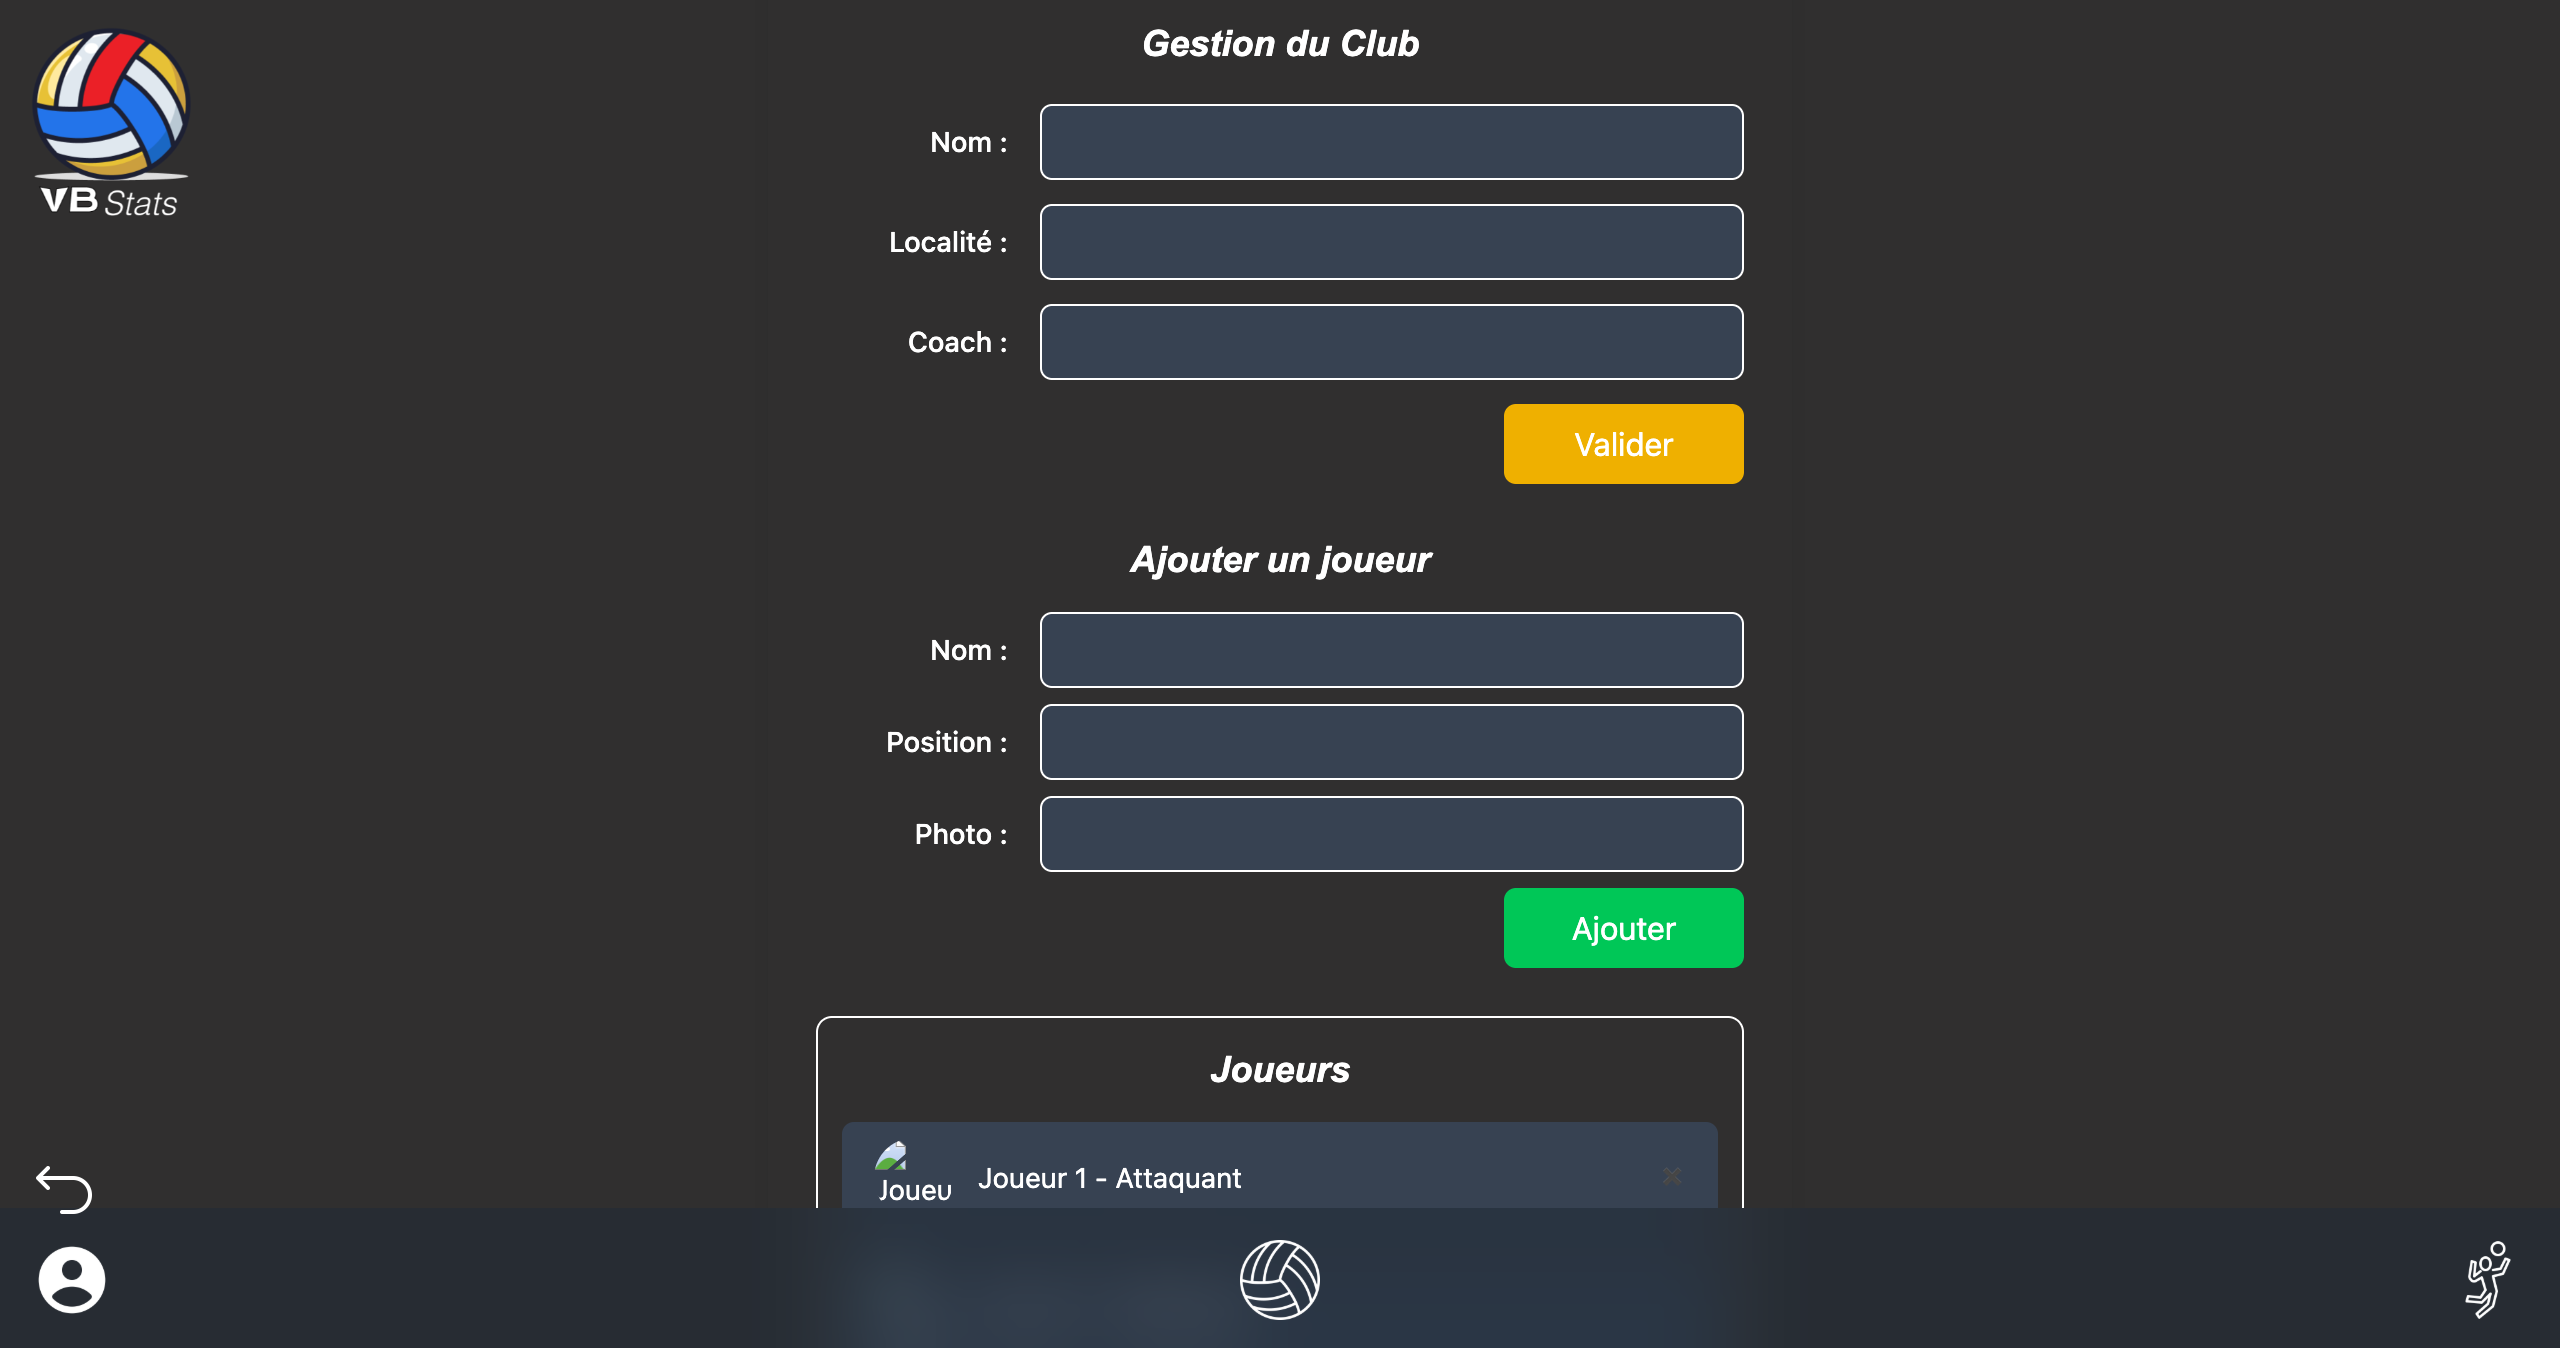 VB Stats
Gestion du Club
Nom :
Localité :
Coach :
Valider
Ajouter un joueur
Nom :
Position :
Photo :
Ajouter
Joueurs
Joueu
Joueur 1 - Attaquant